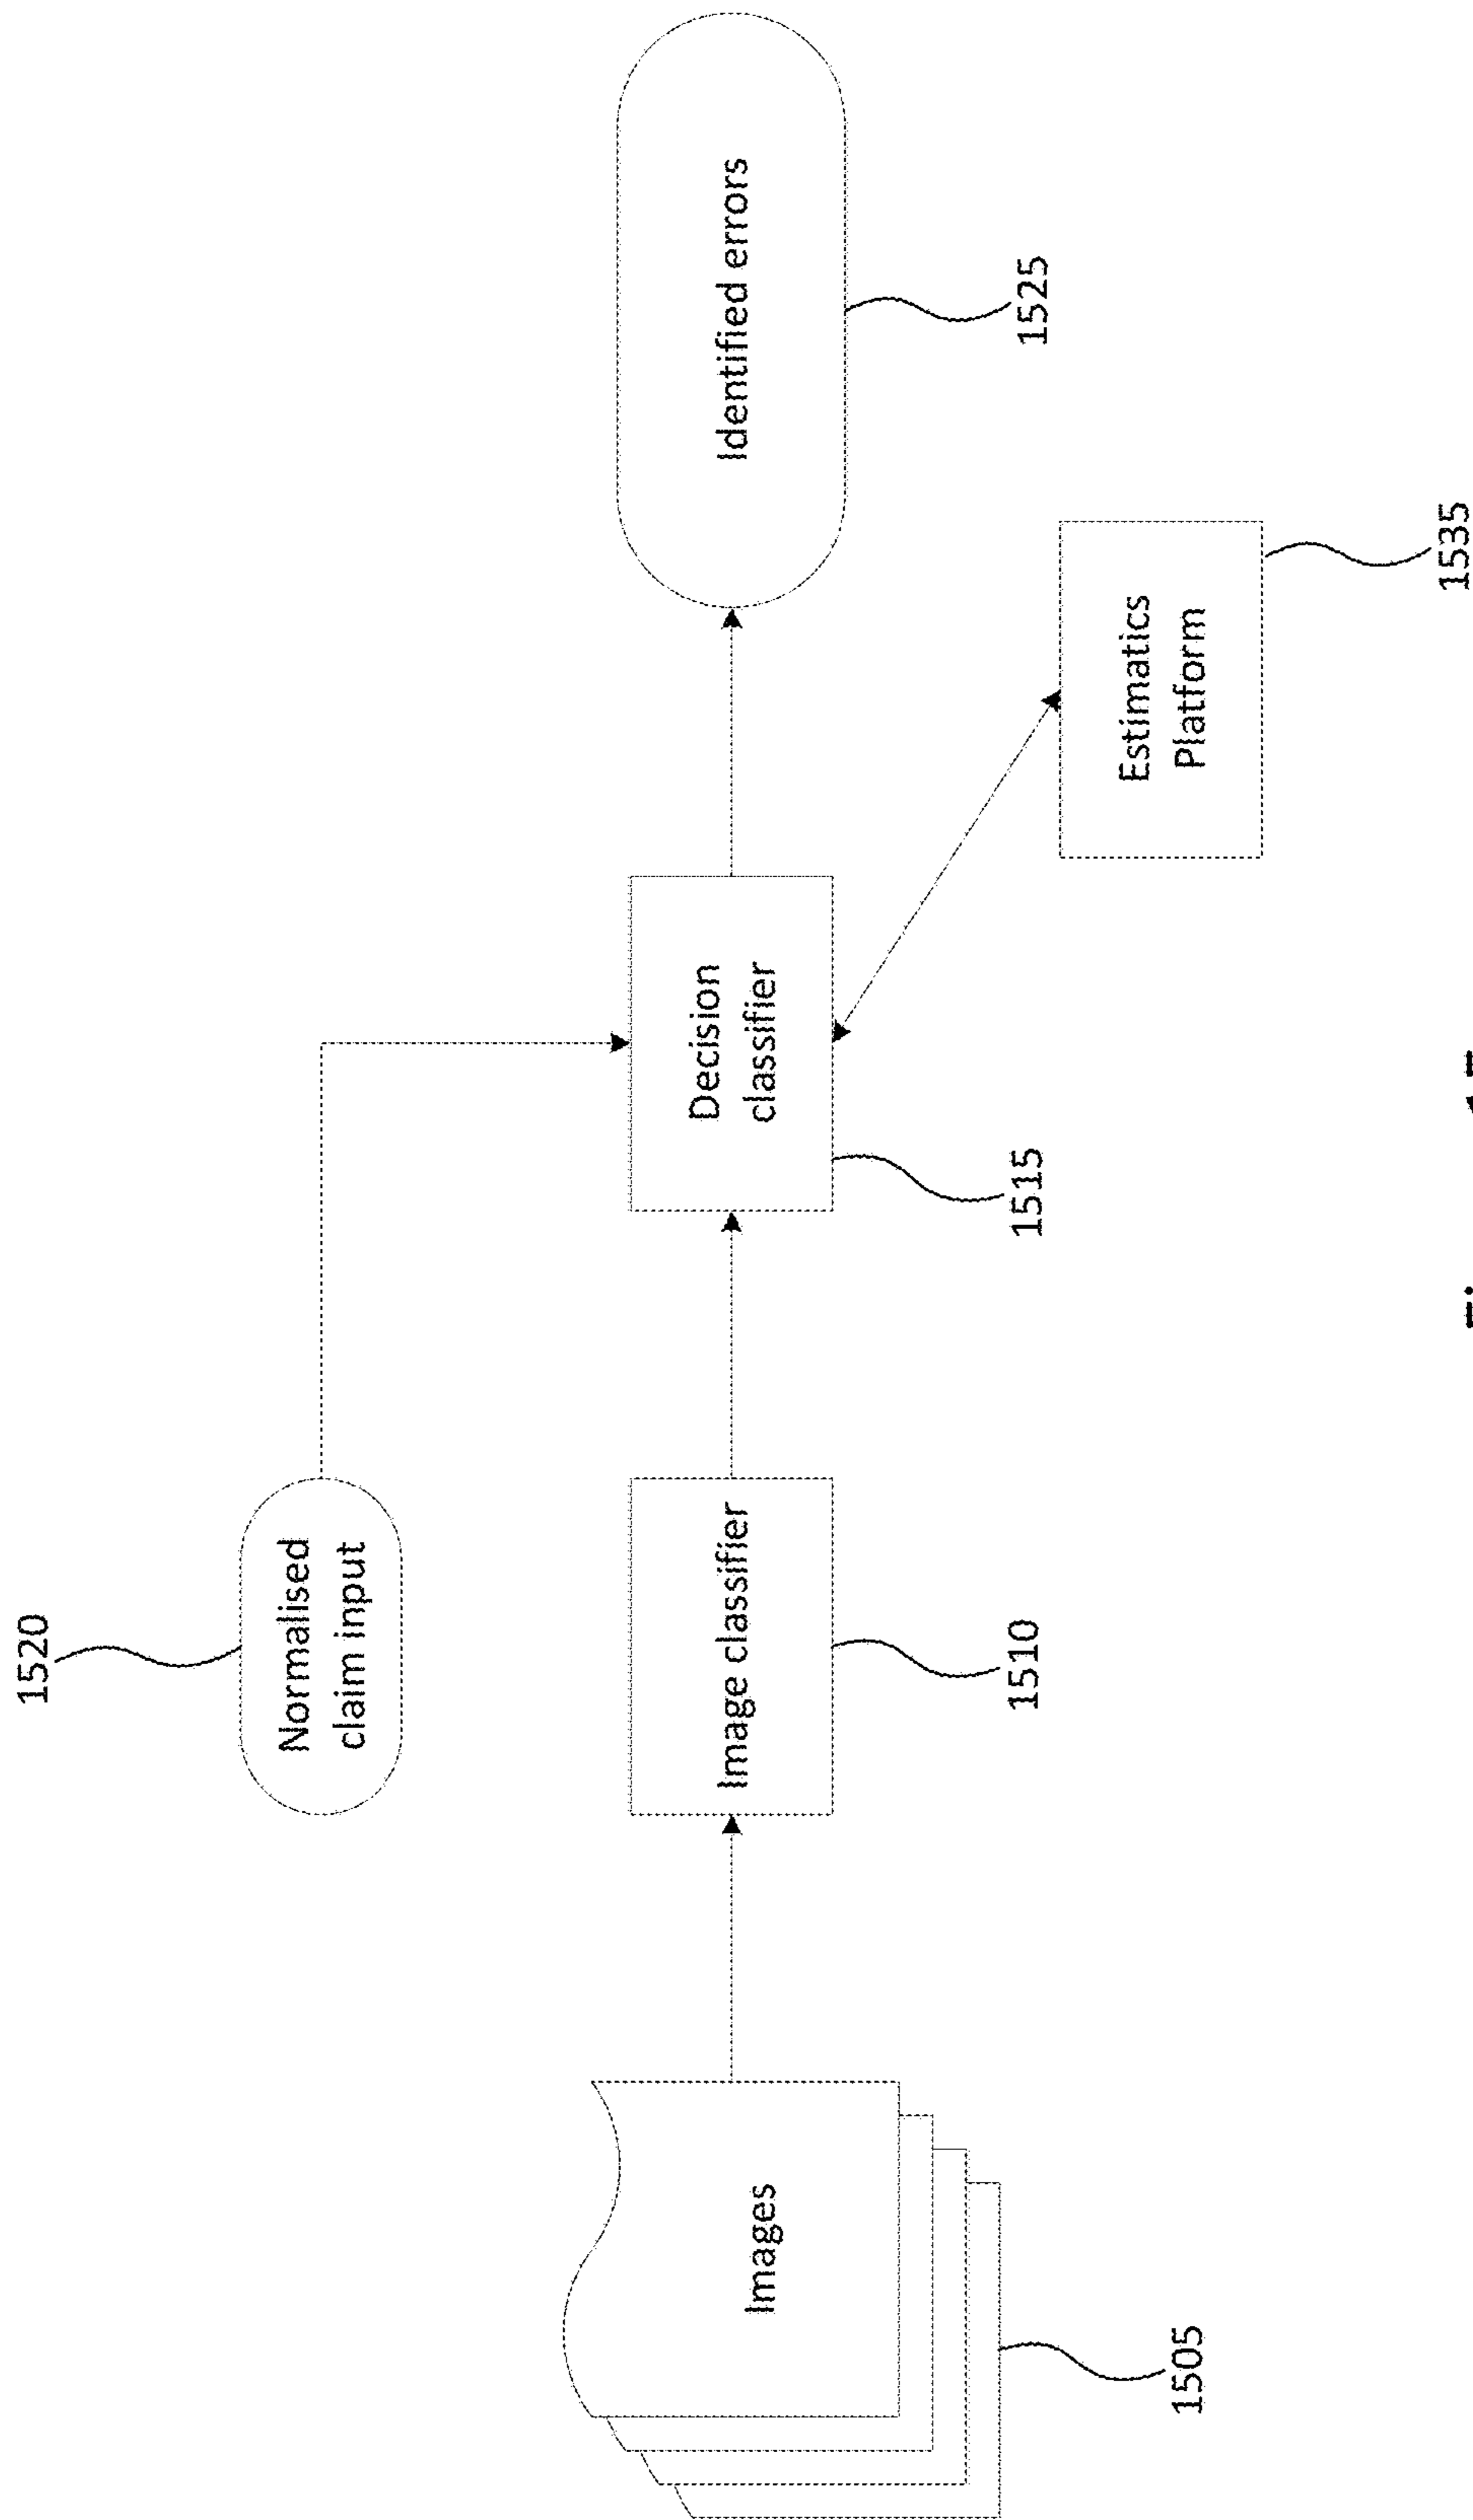 1520
Normalised
claim input
Images
1505
Image classifier
1510
Decision
classifier
1515
Identified errors
1525
Estimatics
Platform
1535